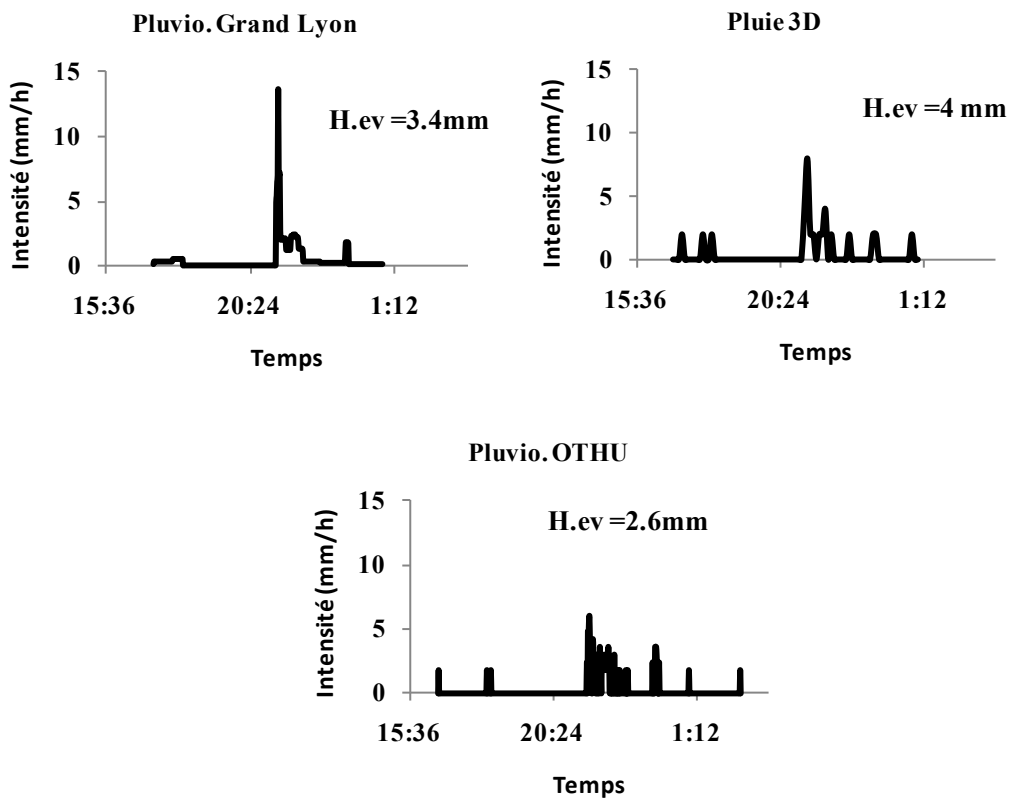 Pluvio. Grand Lyon
Intensité (mm/h)
15
10
5
0
H.ev =3.4mm
15:36 20:24 1:12
Temps
Pluie 3D
Intensité (mm/h)
15
10
5
0
H.ev =4 mm
15:36 20:24 1:12
Temps
Pluvio. OTHU
Intensité (mm/h)
15
10
5
0
H.ev =2.6mm
15:36 20:24 1:12
Temps